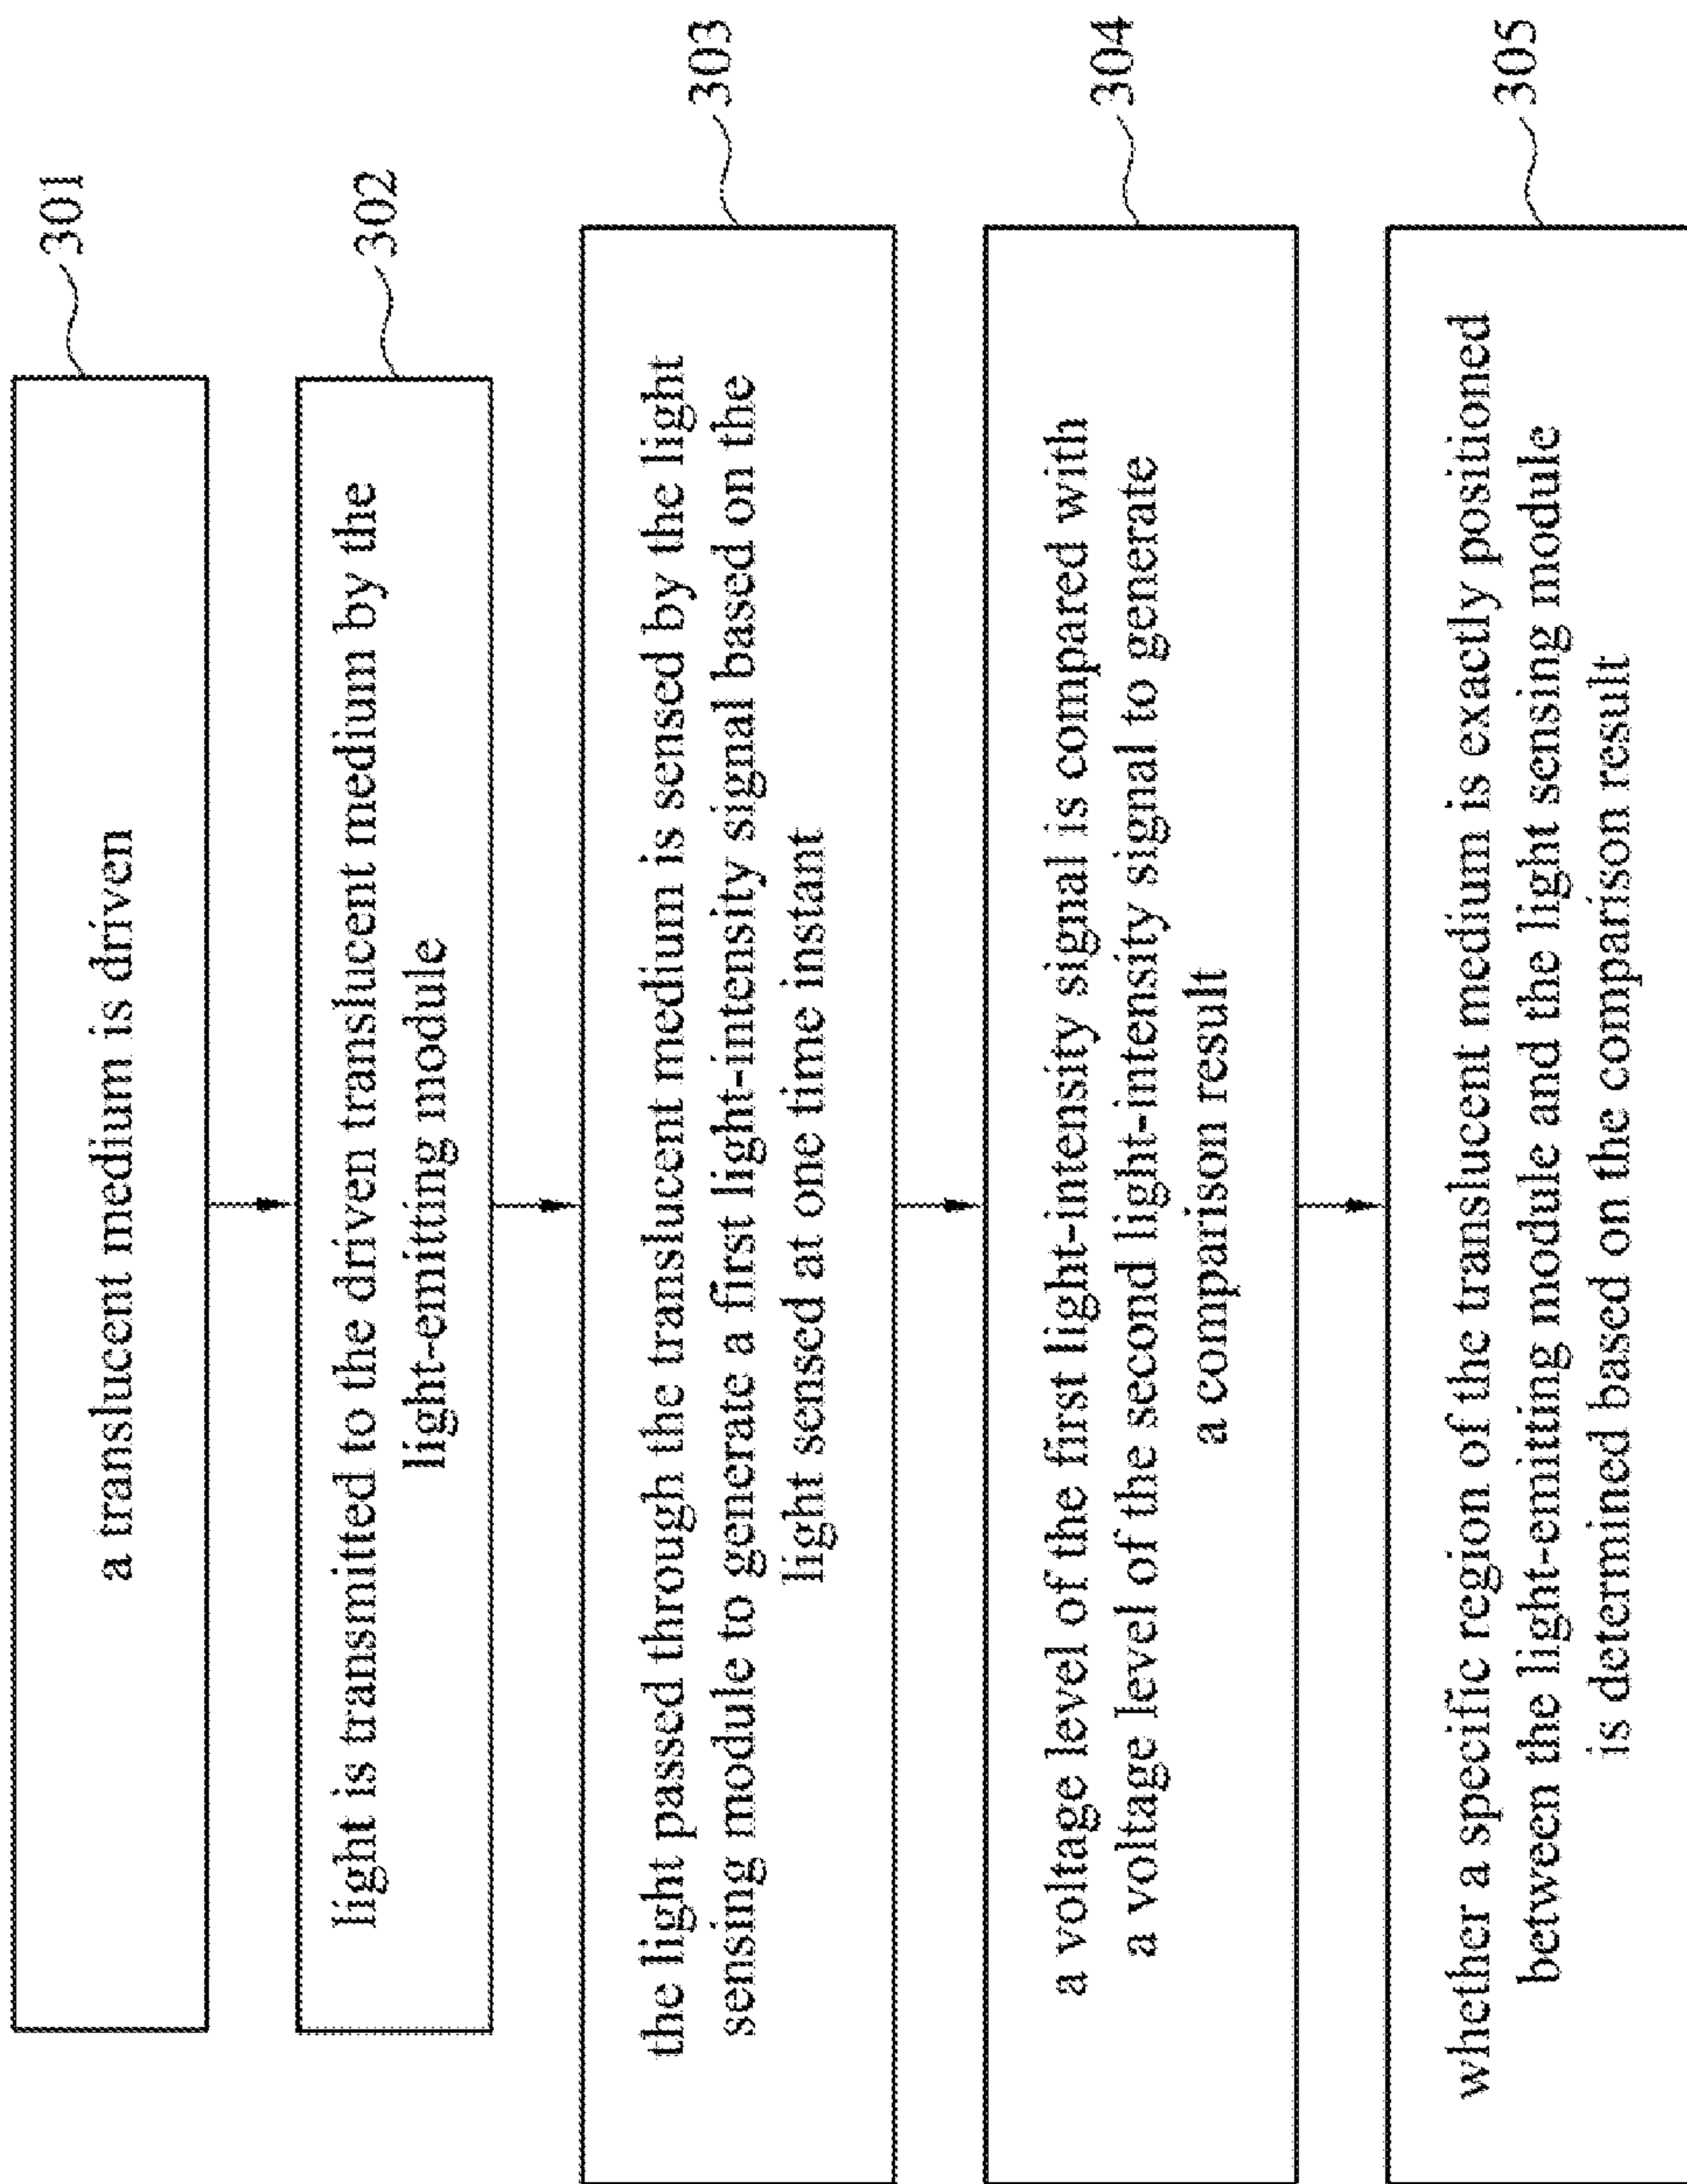 301
a translucent medium is driven
302
light is transmitted to the driven translucent medium by the
light-emitting module
303
the light passed through the translucent medium is sensed by the light
sensing module to generate a first light-intensity signal based on the
light sensed at one time instant
304
a voltage level of the first light-intensity signal is compared with
a voltage level of the second light-intensity signal to generate
a comparison result
305
whether a specific region of the translucent medium is exactly positioned
between the light-emitting module and the light sensing module
is determined based on the comparison result